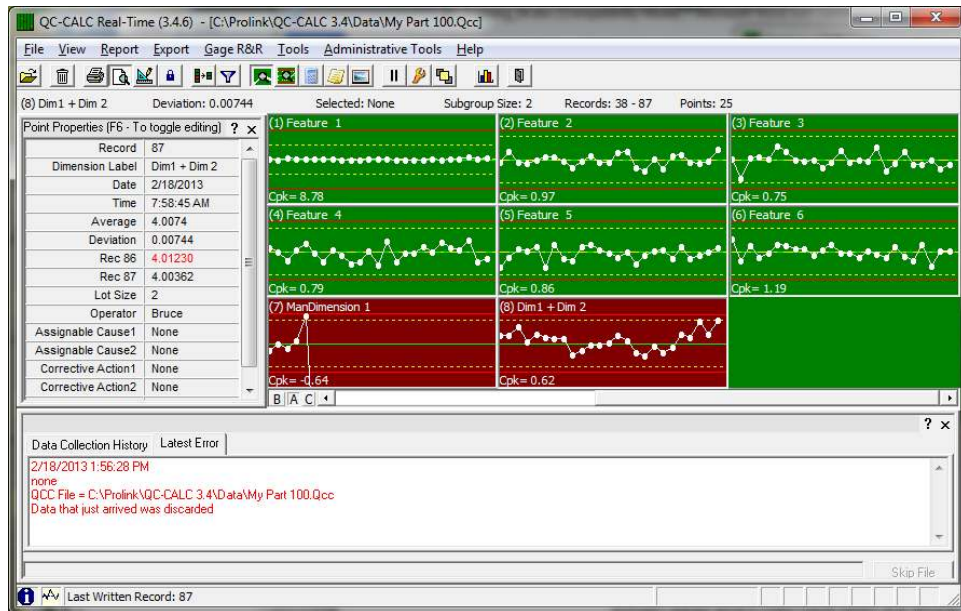 QC-CALC Real-Time (3.4.6) - [C:\Prolink\QC-CALC 3.4\Data\My Part 100.Qcc]
File View Report Export Gage R&R Tools Administrative Tools Help
(8) Dim1 + Dim 2 Deviation: 0.00744 Selected: None Subgroup Size: 2 Records: 38 - 87 Points: 25
Point Properties (F6 - To toggle editing) ? x
Record 87
Dimension Label Dim1 + Dim 2
Date 2/18/2013
Time 7:58:45 AM
Average 4.0074
Deviation 0.00744
Rec 86 4.01230
Rec 87 4.00362
Lot Size 2
Operator Bruce
Assignable Cause1 None
Assignable Cause2 None
Corrective Action1 None
Corrective Action2 None
(1) Feature 1
Cpk= 8.78
(2) Feature 2
Cpk= 0.97
(3) Feature 3
Cpk= 0.75
(4) Feature 4
Cpk= 0.79
(5) Feature 5
Cpk= 0.86
(6) Feature 6
Cpk= 1.19
(7) ManDimension 1
Cpk= -0.64
(8) Dim1 + Dim 2
Cpk= 0.62
B A C
? x
Data Collection History Latest Error
2/18/2013 1:56:28 PM
none
QCC File = C:\Prolink\QC-CALC 3.4\Data\My Part 100.Qcc
Data that just arrived was discarded
Skip File
Last Written Record: 87